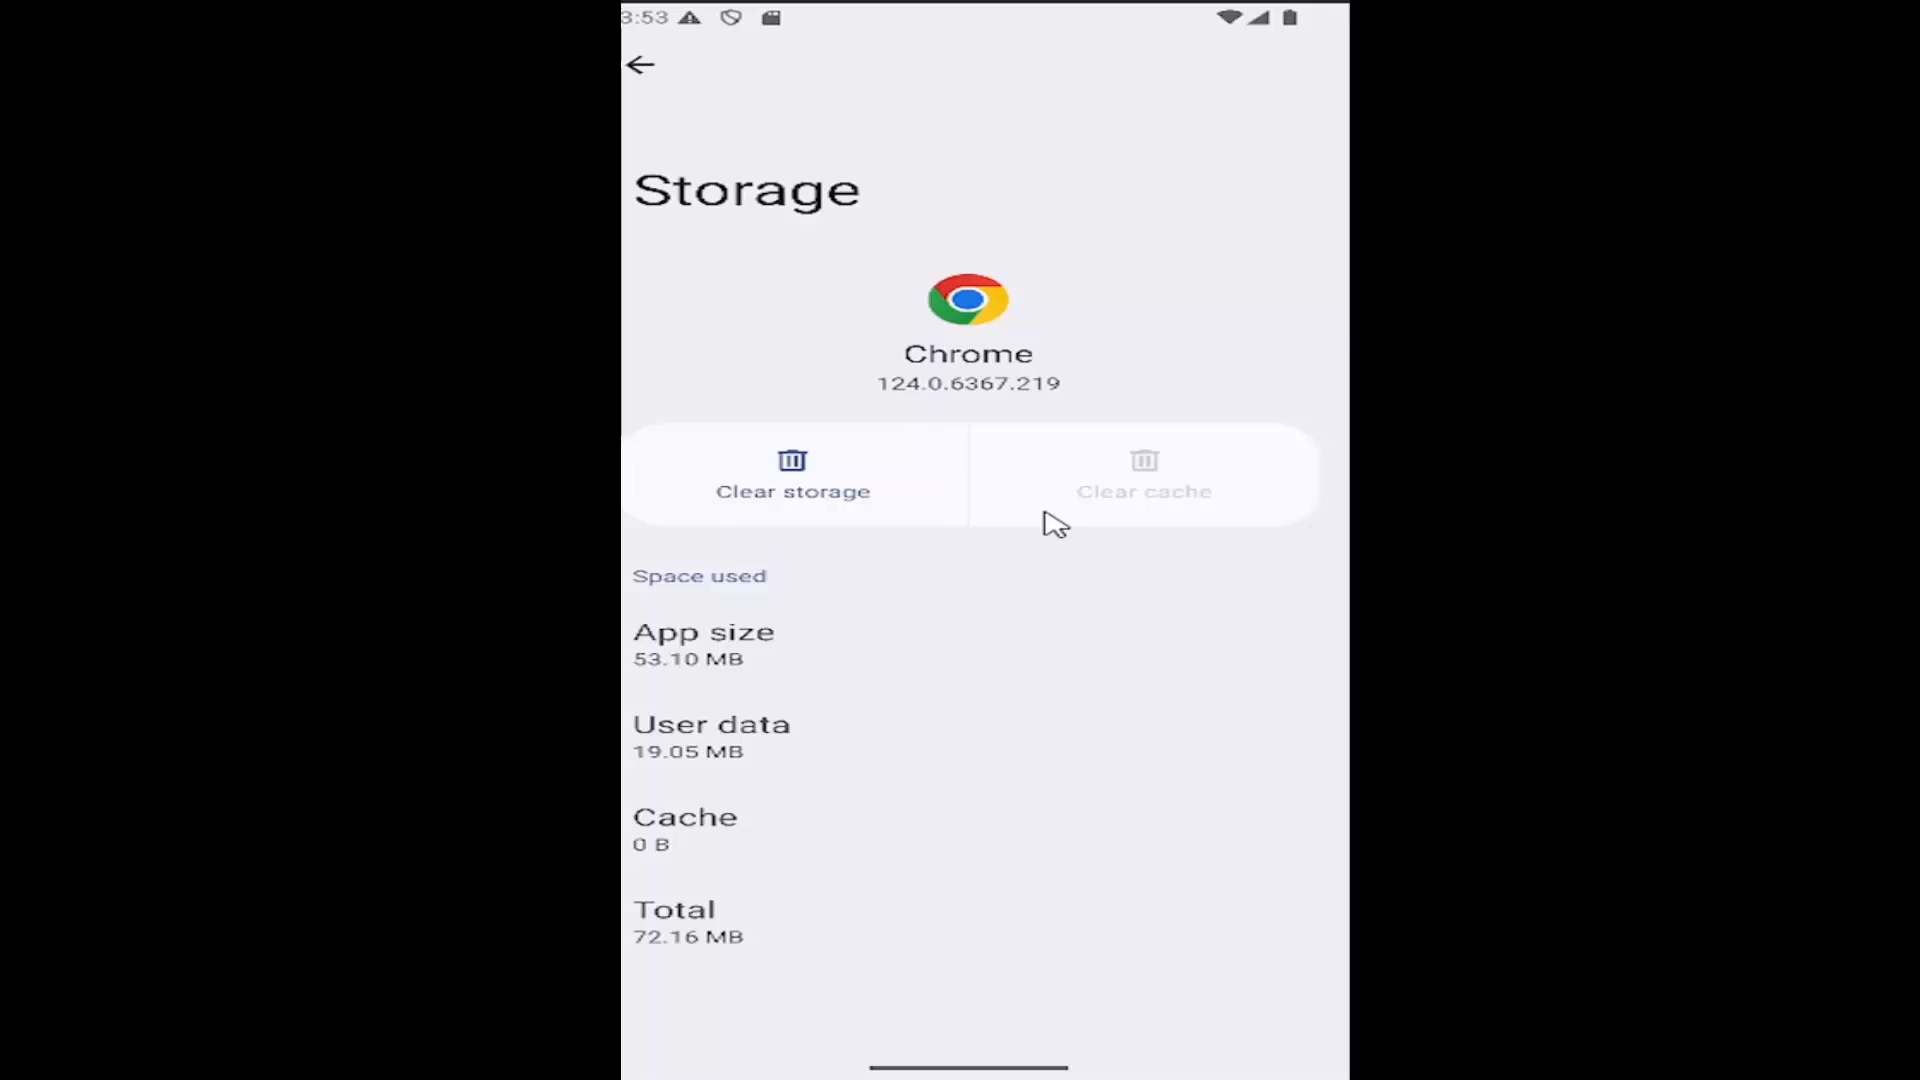 3:53
Storage
Chrome
124.0.6367.219
Clear storage
Clear cache
Space used
App size
53.10 MB
User data
19.05 MB
Cache
0 B
Total
72.16 MB